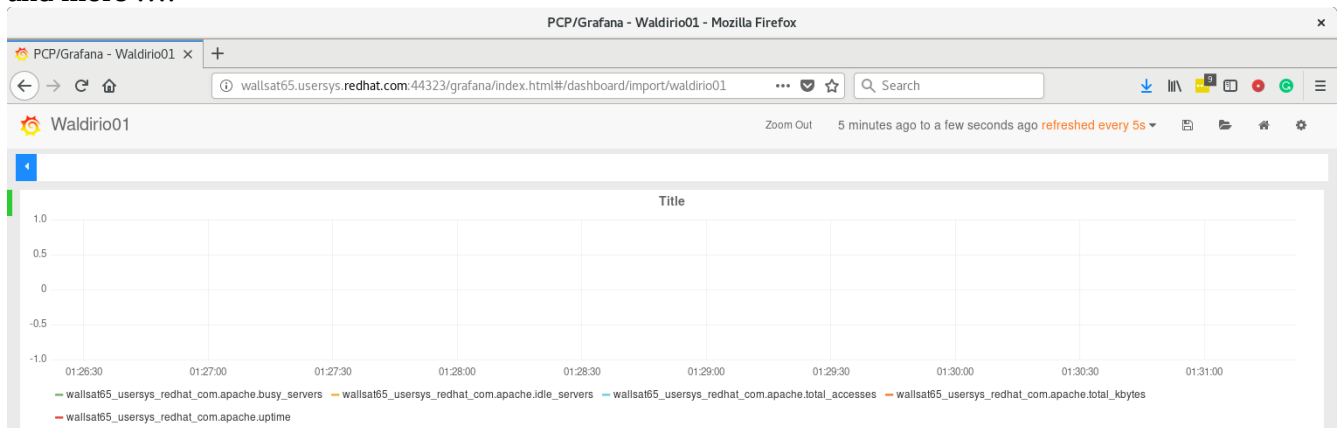 PCP/Grafana - Waldirio01 - Mozilla Firefox ×
PCP/Grafana - Waldirio01 × +
wallsat65.usersys.redhat.com:44323/grafana/index.html#/dashboard/import/waldirio01 ••• Search 9
Waldirio01 Zoom Out 5 minutes ago to a few seconds ago refreshed every 5s
Title
1.0
0.5
0
-0.5
-1.0
01:26:30 01:27:00 01:27:30 01:28:00 01:28:30 01:29:00 01:29:30 01:30:00 01:30:30 01:31:00
wallsat65_usersys_redhat_com.apache.busy_servers wallsat65_usersys_redhat_com.apache.idle_servers wallsat65_usersys_redhat_com.apache.total_accesses wallsat65_usersys_redhat_com.apache.total_kbytes
wallsat65_usersys_redhat_com.apache.uptime